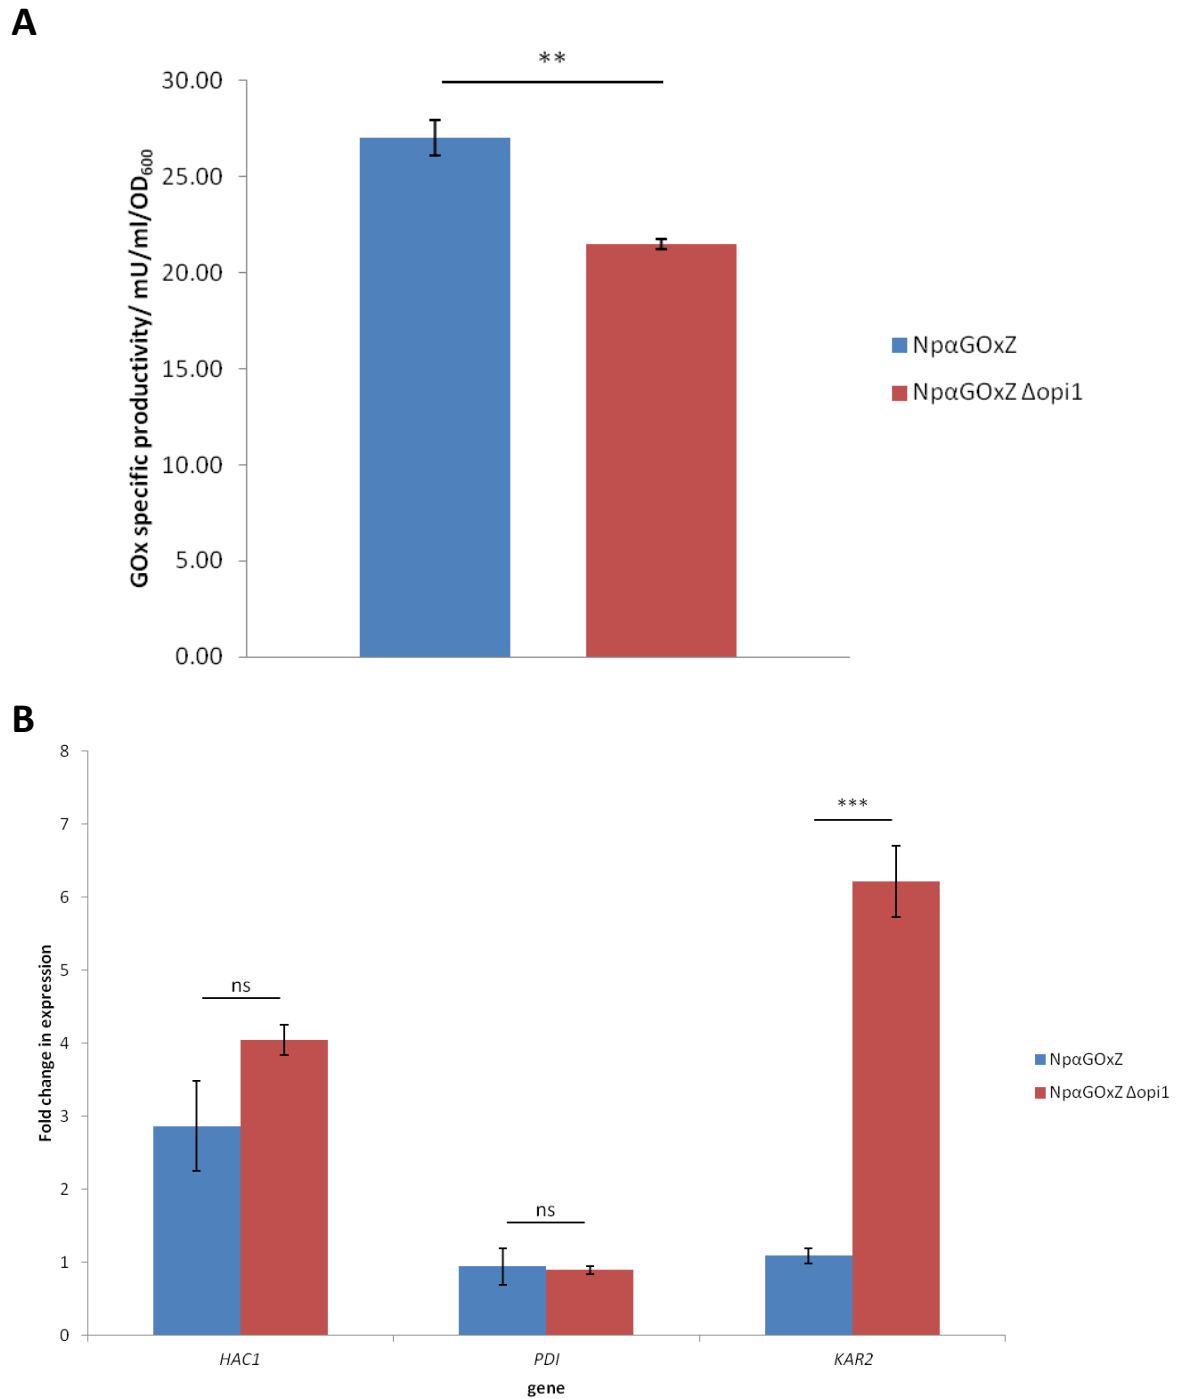 A
**
30.00
25.00
20.00
15.00
10.00
5.00
0.00
GOx specific productivity/ mU/ml/OD600
NpαGOxZ
NpαGOxZ Δopi1
B
8
7
6
5
4
3
2
1
0
Fold change in expression
ns
ns
***
HAC1
PDI
KAR2
gene
NpαGOxZ
NpαGOxZ Δopi1